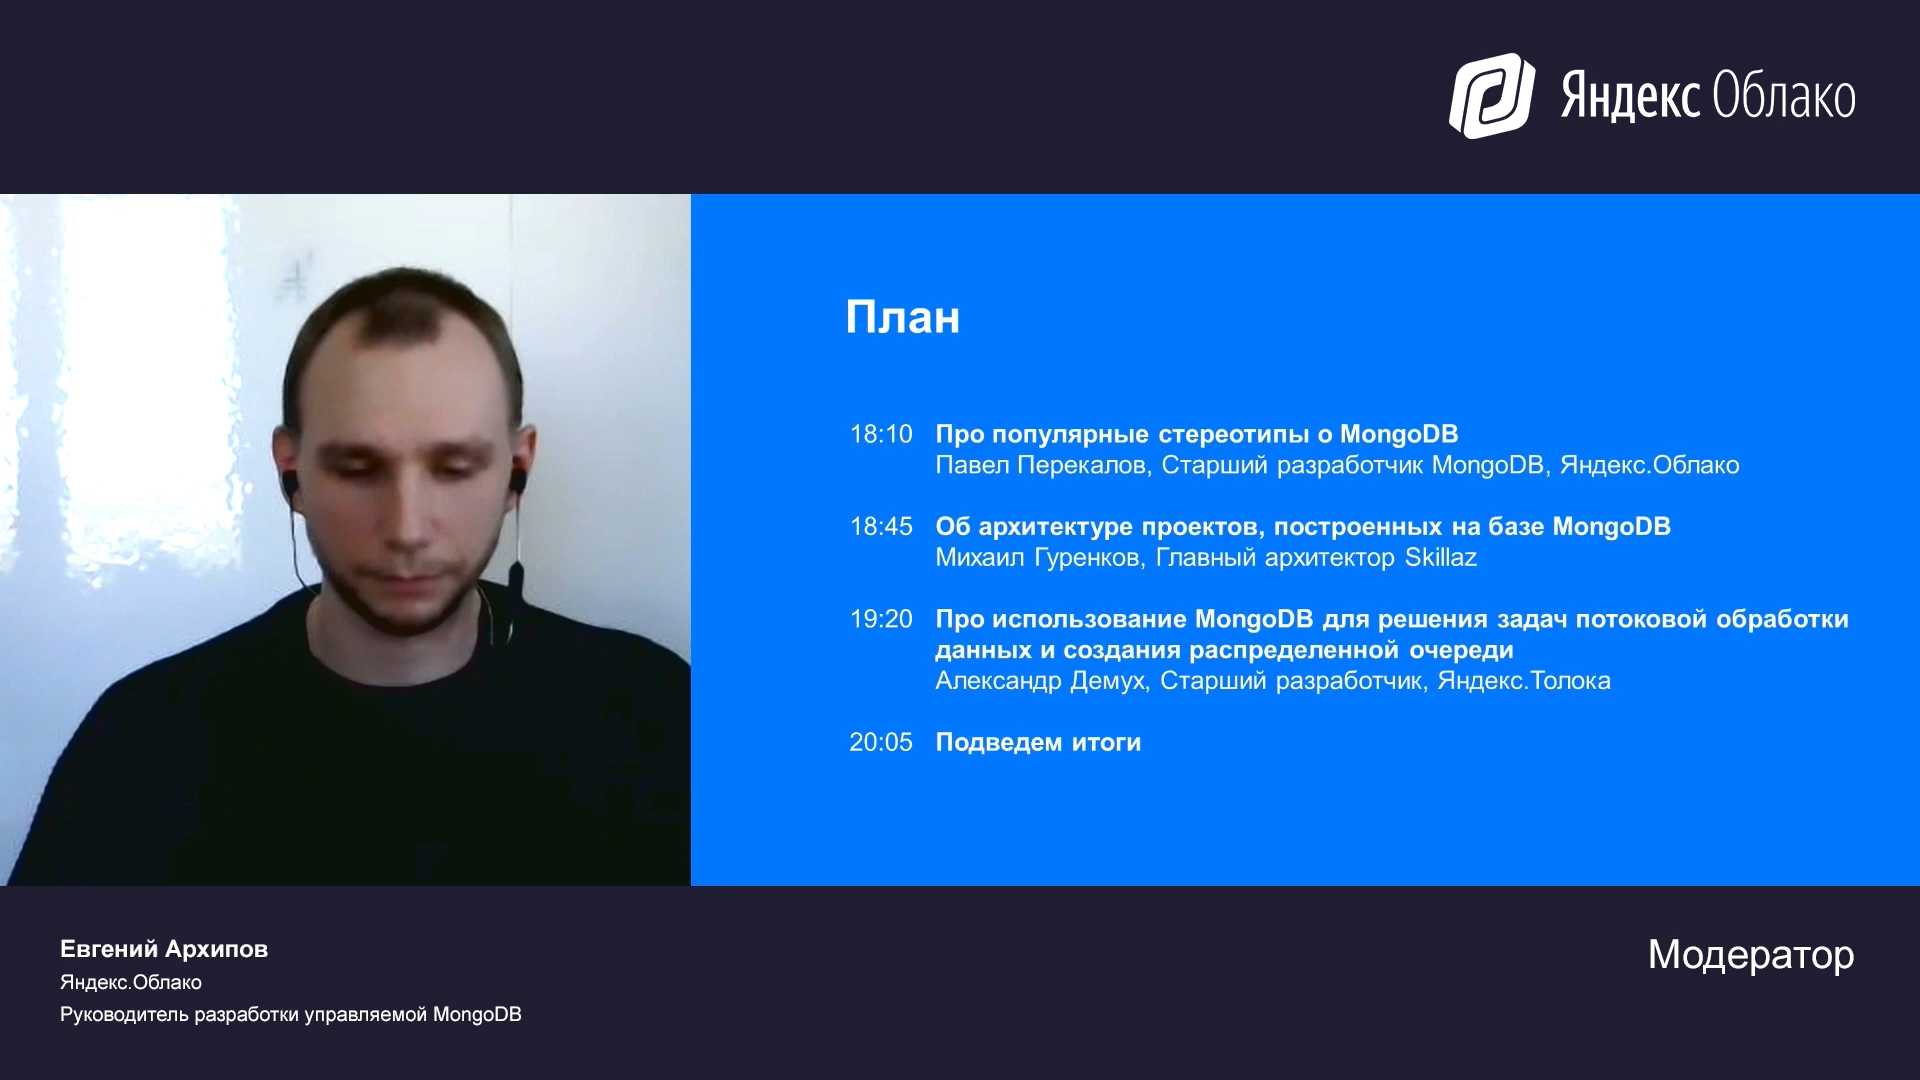 Яндекс Облако
План
18:10 Про популярные стереотипы о MongoDB
Павел Перекалов, Старший разработчик MongoDB, Яндекс.Облако
18:45 Об архитектуре проектов, построенных на базе MongoDB
Михаил Гуренков, Главный архитектор Skillaz
19:20 Про использование MongoDB для решения задач потоковой обработки
данных и создания распределенной очереди
Александр Демух, Старший разработчик, Яндекс.Толока
20:05 Подведем итоги
Евгений Архипов
Яндекс.Облако
Руководитель разработки управляемой MongoDB
Модератор